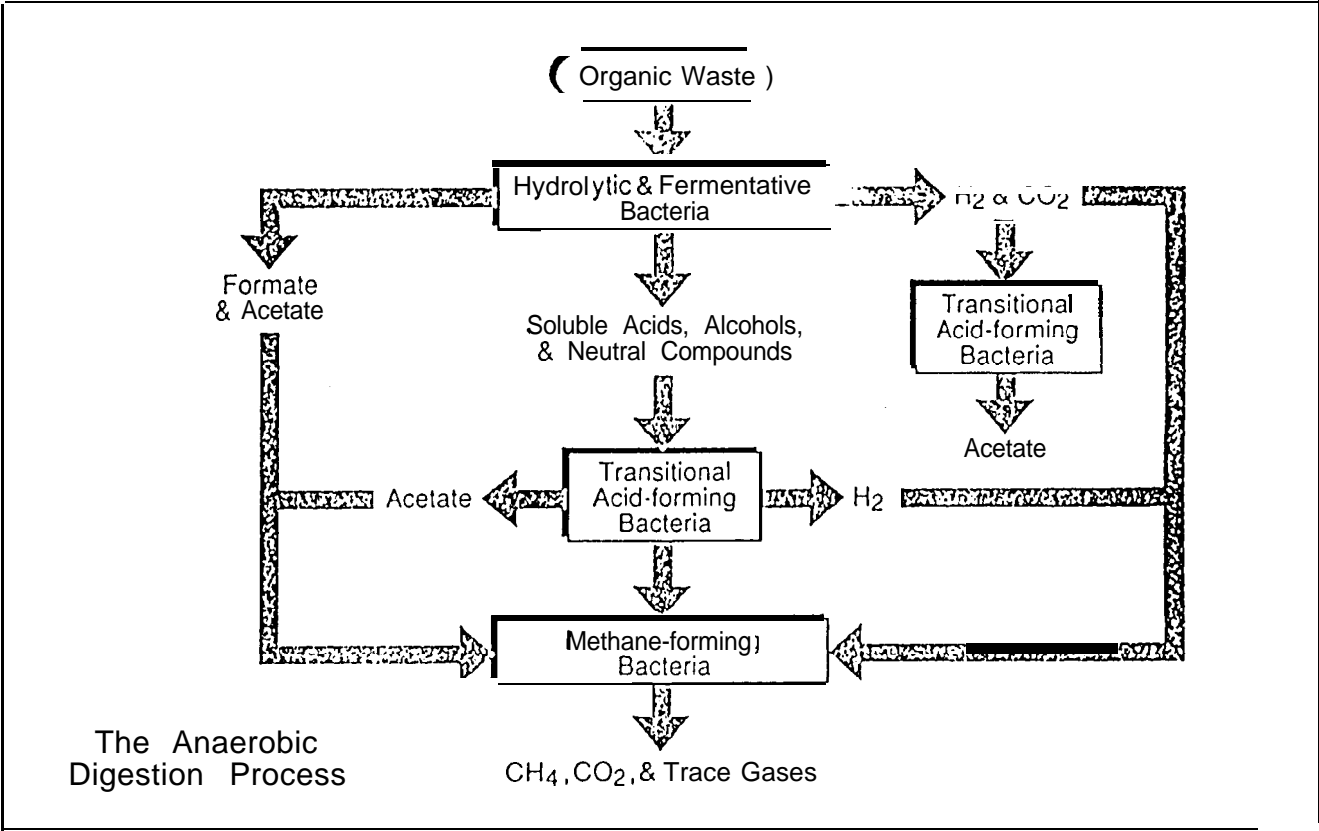 ( Organic Waste )
Hydrolytic & Fermentative
Bacteria
H2 & CO2
Formate
& Acetate
Soluble Acids, Alcohols,
& Neutral Compounds
Transitional
Acid-forming
Bacteria
Acetate
Acetate
Transitional
Acid-forming
Bacteria
H2
Methane-forming
Bacteria
The Anaerobic
Digestion Process
CH4, CO2, & Trace Gases